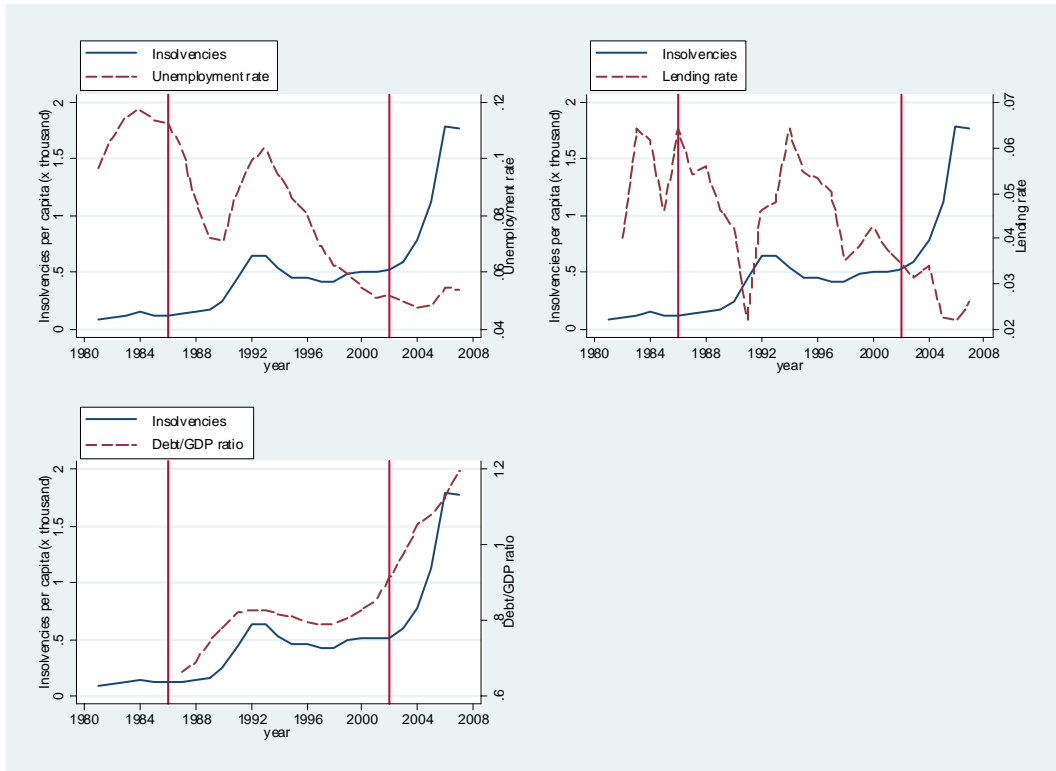 Insolvencies
Unemployment rate
Insolvencies per capita (x thousand)
0 .5 1 1.5 2
.04 .06 .08 .1 .12
Unemployment rate
1980 1984 1988 1992 1996 2000 2004 2008
year
Insolvencies
Lending rate
Insolvencies per capita (x thousand)
0 .5 1 1.5 2
.02 .03 .04 .05 .06 .07
Lending rate
1980 1984 1988 1992 1996 2000 2004 2008
year
Insolvencies
Debt/GDP ratio
Insolvencies per capita (x thousand)
0 .5 1 1.5 2
.6 .8 1 1.2
Debt/GDP ratio
1980 1984 1988 1992 1996 2000 2004 2008
year